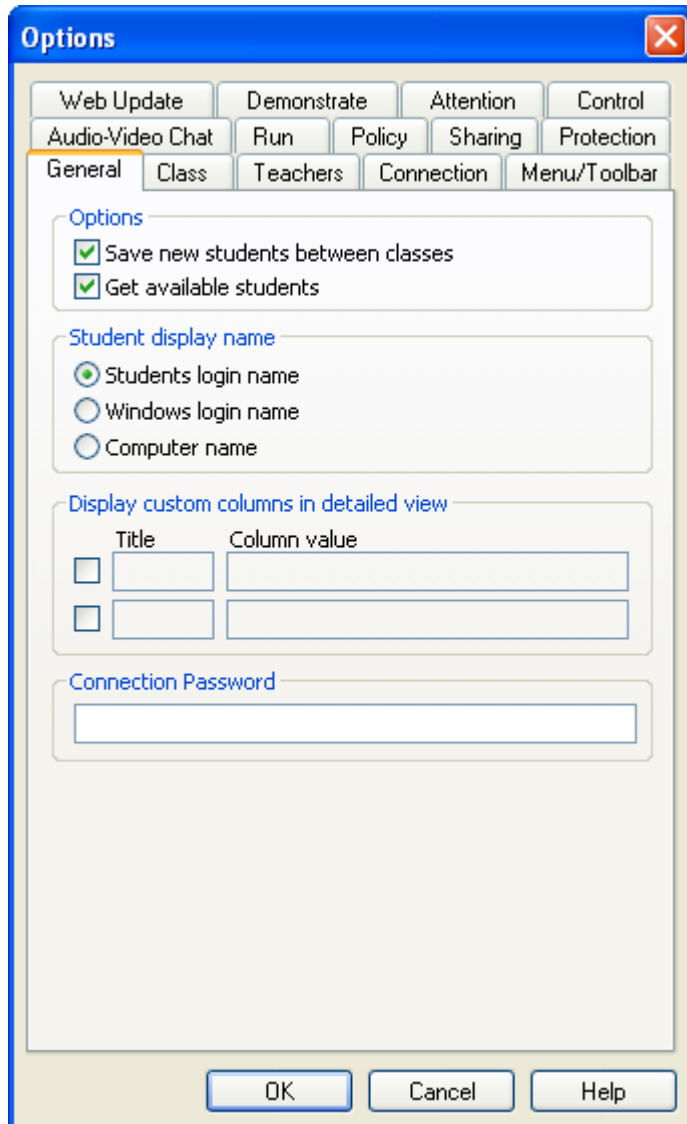 Options
Web Update Demonstrate Attention Control
Audio-Video Chat Run Policy Sharing Protection
General Class Teachers Connection Menu/Toolbar
Options
Save new students between classes
Get available students
Student display name
Students login name
Windows login name
Computer name
Display custom columns in detailed view
Title Column value
Connection Password
OK Cancel Help